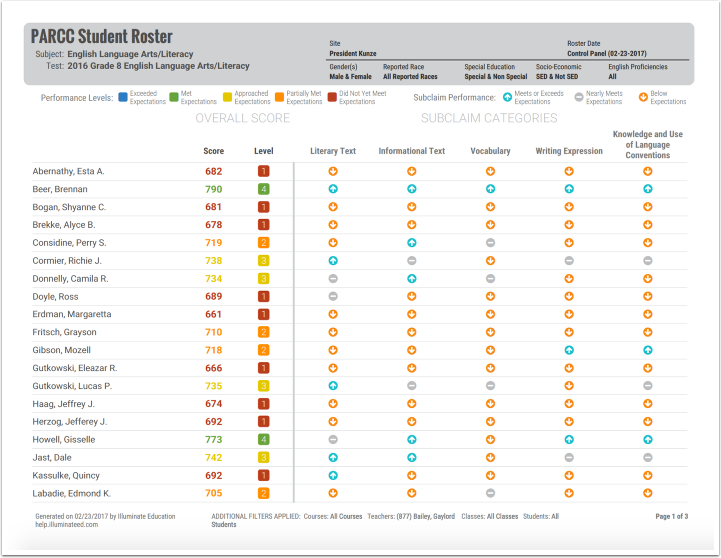 PARCC Student Roster
Subject: English Language Arts/Literacy
Test: 2016 Grade 8 English Language Arts/Literacy
Site
President Kunze
Roster Date
Control Panel (02-23-2017)
Gender(s)
Male & Female
Reported Race
All Reported Races
Special Education
Special & Non Special
Socio-Economic
SED & Not SED
English Proficiencies
All
Performance Levels:
Exceeded
Expectations
Met
Expectations
Approached
Expectations
Partially Met
Expectations
Did Not Yet Meet
Expectations
Subclaim Performance:
Meets or Exceeds
Expectations
Nearly Meets
Expectations
Below
Expectations
OVERALL SCORE SUBCLAIM CATEGORIES
Score Level Literary Text Informational Text Vocabulary Writing Expression
Knowledge and Use
of Language
Conventions
Abernathy, Esta A. 682 1
Beer, Brennan 790 4
Bogan, Shyanne C. 681 1
Brekke, Alyce B. 678 1
Considine, Perry S. 719 2
Cormier, Richie J. 738 3
Donnelly, Camila R. 734 3
Doyle, Ross 689 1
Erdman, Margaretta 661 1
Fritsch, Grayson 710 2
Gibson, Mozell 718 2
Gutkowski, Eleazar R. 666 1
Gutkowski, Lucas P. 735 3
Haag, Jeffrey J. 674 1
Herzog, Jefferey J. 692 1
Howell, Gisselle 773 4
Jast, Dale 742 3
Kassulke, Quincy 692 1
Labadie, Edmond K. 705 2
Generated on 02/23/2017 by Illuminate Education
help.illuminateed.com
ADDITIONAL FILTERS APPLIED: Courses: All Courses Teachers: (877) Bailey, Gaylord Classes: All Classes Students: All
Students
Page 1 of 3